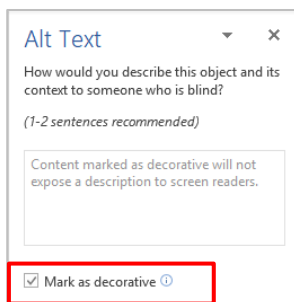 Alt Text
How would you describe this object and its
context to someone who is blind?
(1-2 sentences recommended)
Content marked as decorative will not
expose a description to screen readers.
Mark as decorative